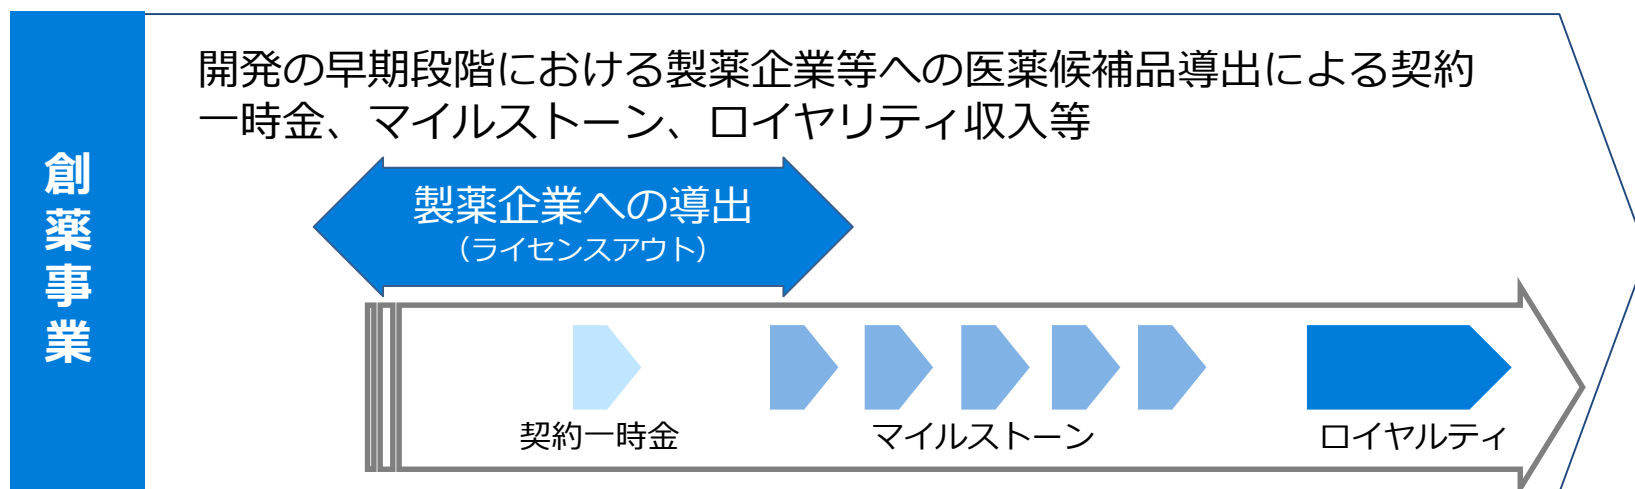 創薬事業
開発の早期段階における製薬企業等への医薬候補品導出による契約
一時金、マイルストーン、ロイヤリティ収入等
製薬企業への導出
（ライセンスアウト）
契約一時金
マイルストーン
ロイヤルティ